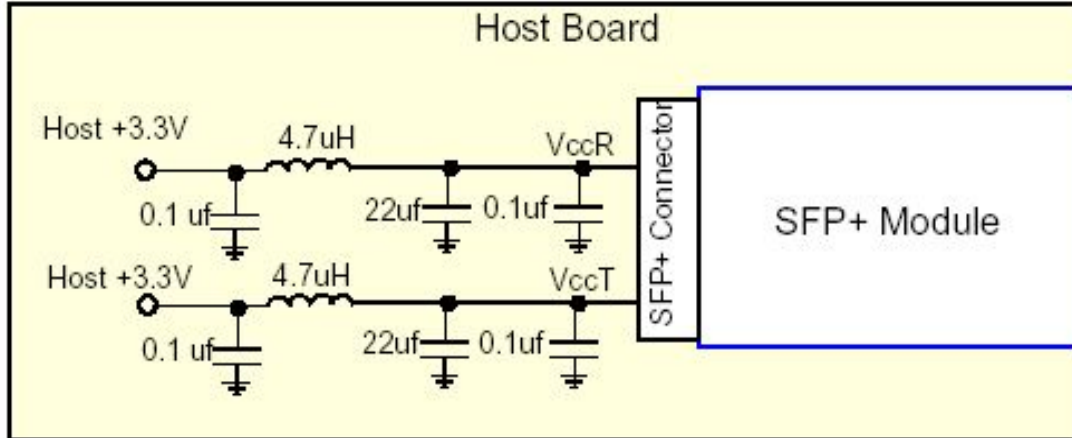 Host Board
Host +3.3V
4.7uH
VccR
0.1 uf
22uf
0.1uf
SFP+ Connector
SFP+ Module
Host +3.3V
4.7uH
VccT
0.1 uf
22uf
0.1uf